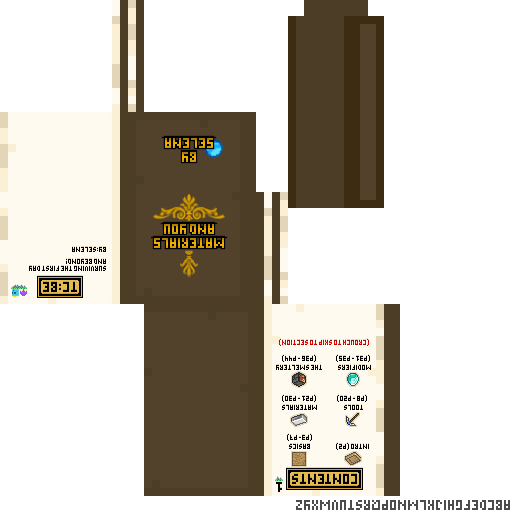 ABCDEFGHIJKLMNOPQRSTUVWXYZ
CONTENTS
1
INTRO (P2)
BASICS
(P3 - P7)
TOOLS
(P8 - P20)
MATERIALS
(P21 - P30)
MODIFIERS
(P31 - P35)
THE SMELTERY
(P36 - P44)
(CROUCH TO SKIP TO SECTION)
MATERIALS
AND YOU
BY
SELENA
TC:BE
SURVIVING THE FIRST DAY
AND BEYOND!
BY: SELENA